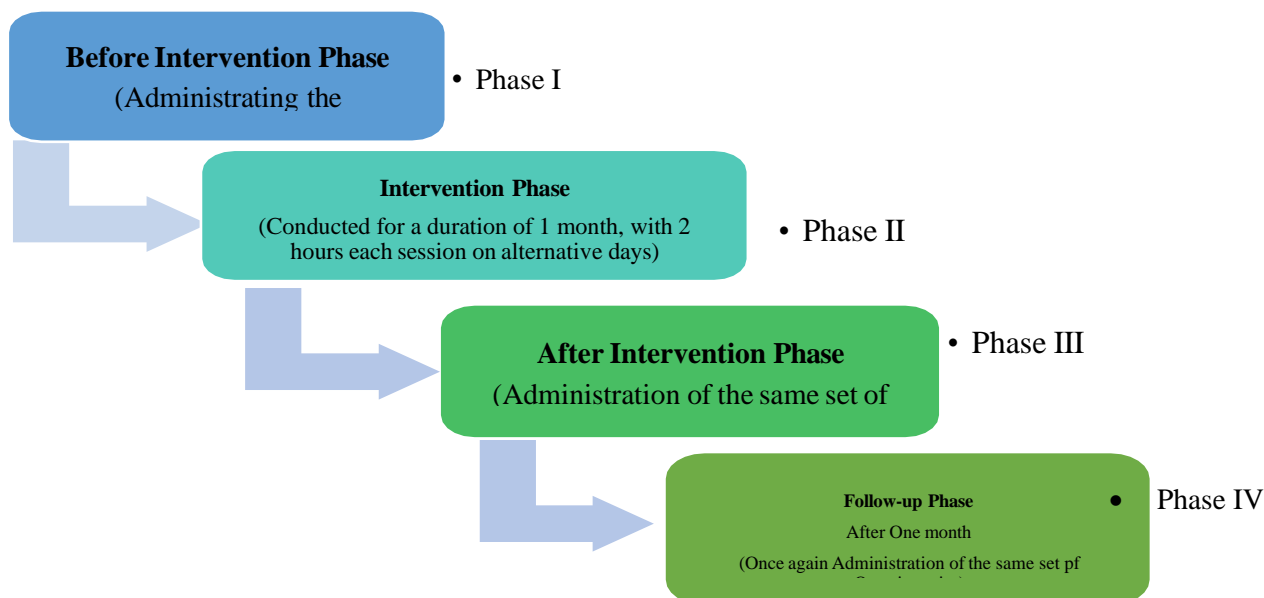 Before Intervention Phase
(Administrating the
• Phase I
Intervention Phase
(Conducted for a duration of 1 month, with 2
hours each session on alternative days)
• Phase II
After Intervention Phase
(Administration of the same set of
• Phase III
Follow-up Phase
After One month
(Once again Administration of the same set pf
• Phase IV